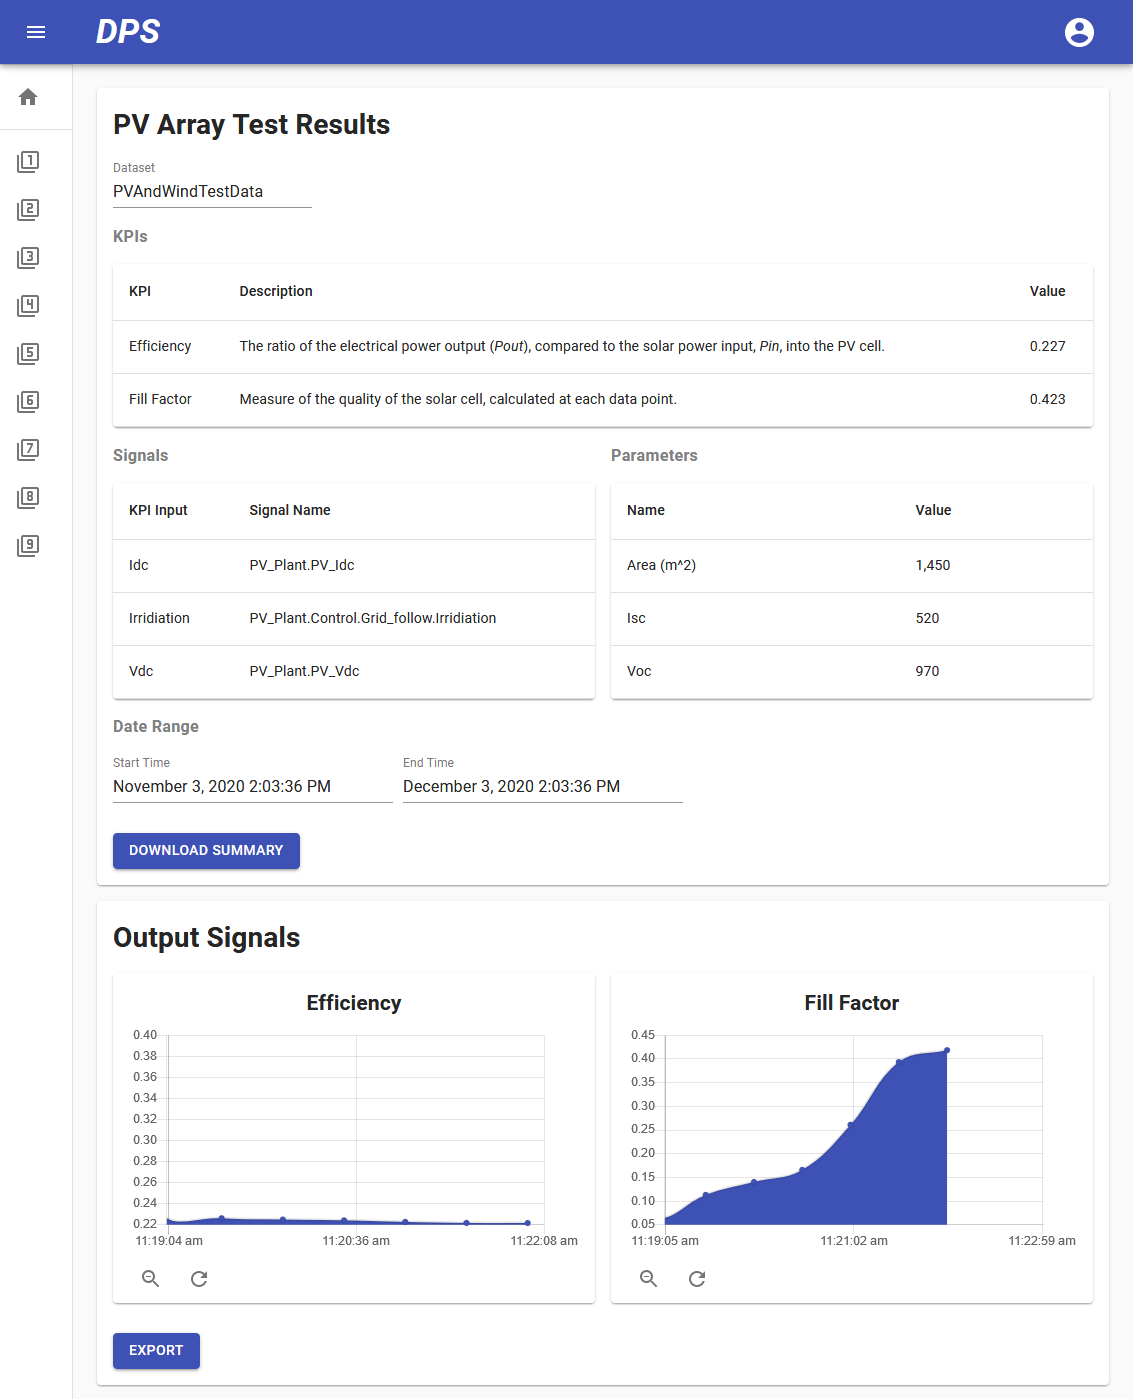 DPS
PV Array Test Results
Dataset
PVAndWindTestData
KPIs
KPI Description Value
Efficiency The ratio of the electrical power output (Pout), compared to the solar power input, Pin, into the PV cell. 0.227
Fill Factor Measure of the quality of the solar cell, calculated at each data point. 0.423
1
2
3
4
5
6
7
8
9
Signals
KPI Input Signal Name
Idc PV_Plant.PV_Idc
Irridiation PV_Plant.Control.Grid_follow.Irridiation
Vdc PV_Plant.PV_Vdc
Parameters
Name Value
Area (m^2) 1,450
Isc 520
Voc 970
Date Range
Start Time End Time
November 3, 2020 2:03:36 PM December 3, 2020 2:03:36 PM
DOWNLOAD SUMMARY
Output Signals
Efficiency
0.40
0.38
0.36
0.34
0.32
0.30
0.28
0.26
0.24
0.22
11:19:04 am 11:20:36 am 11:22:08 am
Fill Factor
0.45
0.40
0.35
0.30
0.25
0.20
0.15
0.10
0.05
11:19:05 am 11:21:02 am 11:22:59 am
EXPORT